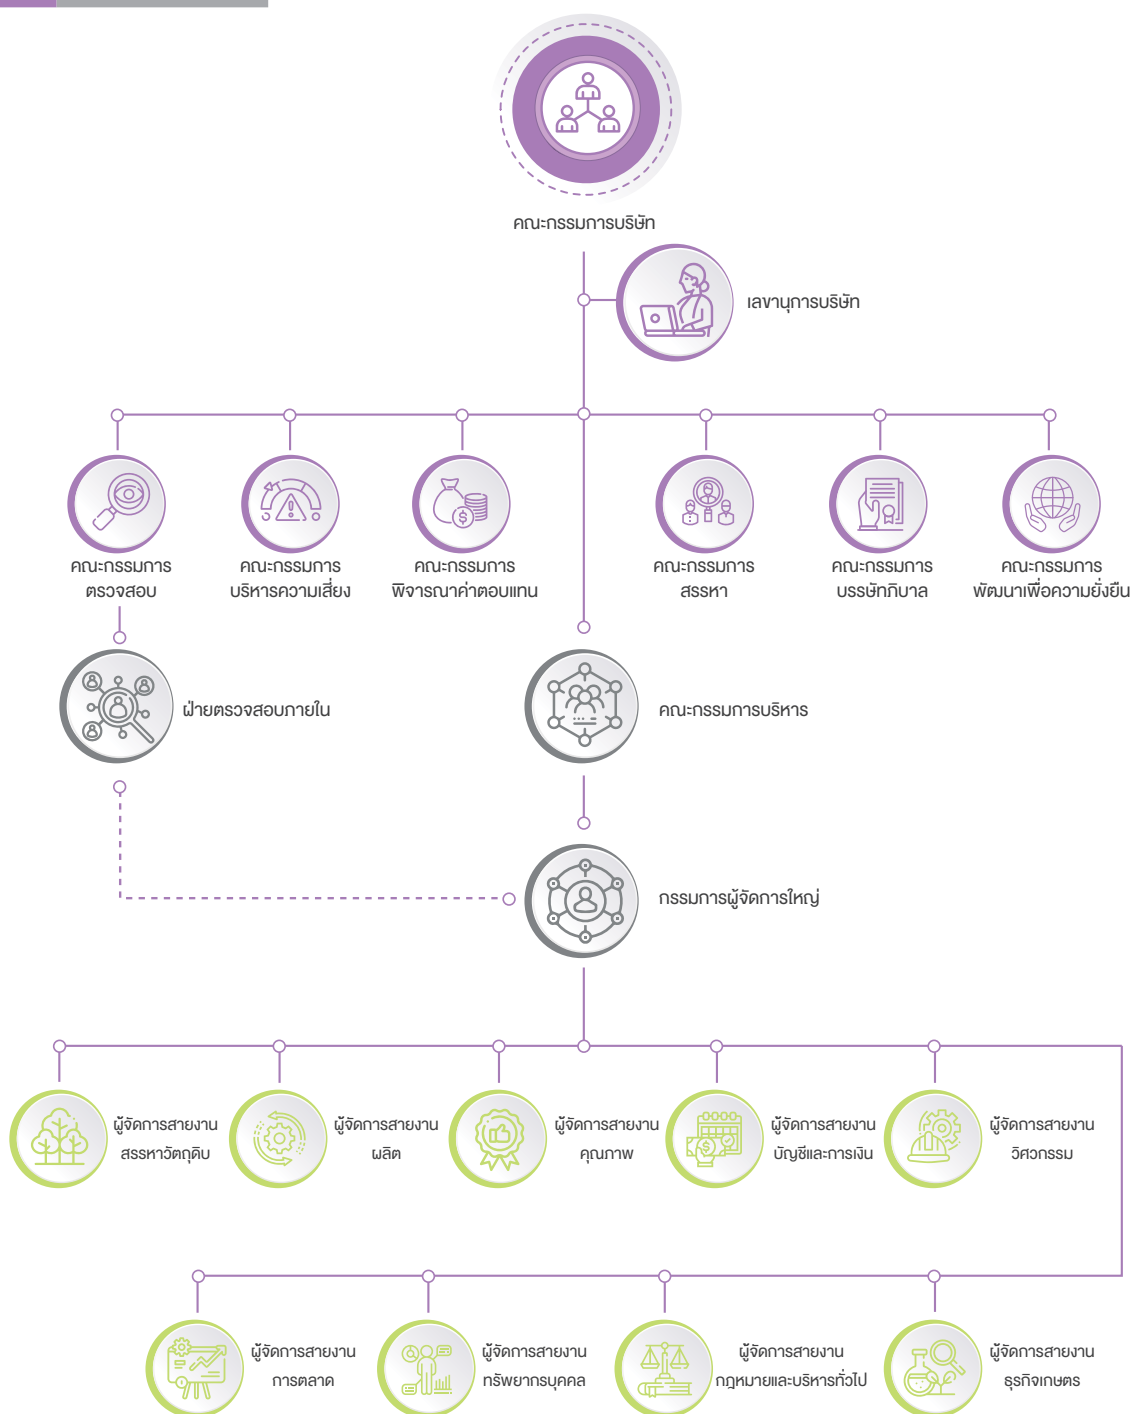 คณะกรรมการบริษัท
เลขานุการบริษัท
คณะกรรมการ
ตรวจสอบ
คณะกรรมการ
บริหารความเสี่ยง
คณะกรรมการ
พิจารณาค่าตอบแทน
คณะกรรมการ
สรรหา
คณะกรรมการ
บรรษัทภิบาล
คณะกรรมการ
พัฒนาเพื่อความยั่งยืน
ฝ่ายตรวจสอบภายใน
คณะกรรมการบริหาร
กรรมการผู้จัดการใหญ่
ผู้จัดการสายงาน
สรรหาวัตถุดิบ
ผู้จัดการสายงาน
ผลิต
ผู้จัดการสายงาน
คุณภาพ
ผู้จัดการสายงาน
บัญชีและการเงิน
ผู้จัดการสายงาน
วิศวกรรม
ผู้จัดการสายงาน
การตลาด
ผู้จัดการสายงาน
ทรัพยากรบุคคล
ผู้จัดการสายงาน
กฎหมายและบริหารทั่วไป
ผู้จัดการสายงาน
ธุรกิจเกษตร